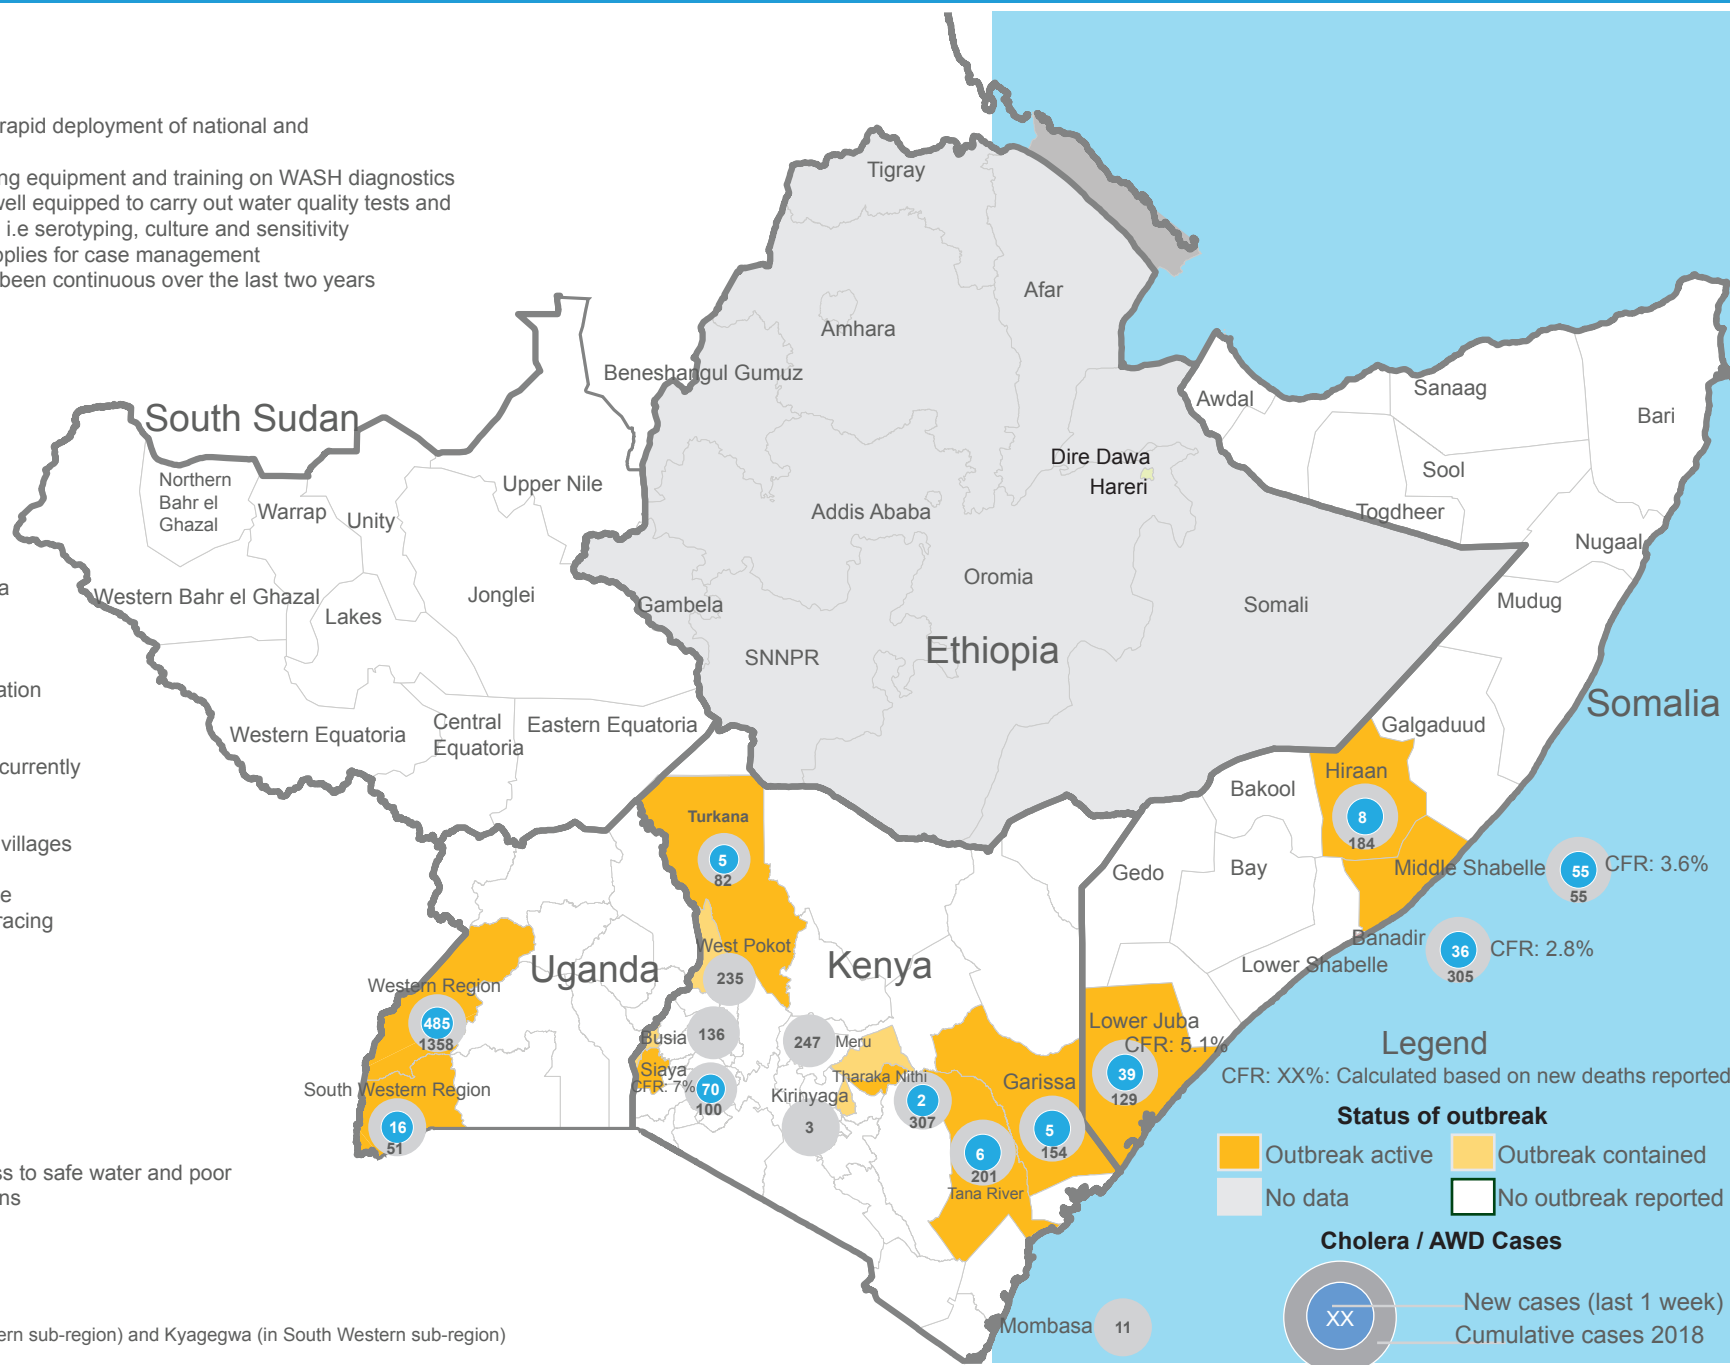 rapid deployment of national and
ng equipment and training on WASH diagnostics
well equipped to carry out water quality tests and
i.e serotyping, culture and sensitivity
pplies for case management
been continuous over the last two years
a
ation
currently
villages
e
racing
ss to safe water and poor
ns
ern sub-region) and Kyagegwa (in South Western sub-region)
South Sudan
Northern
Bahr el
Ghazal
Warrap
Unity
Upper Nile
Western Bahr el Ghazal
Lakes
Jonglei
Western Equatoria
Central
Equatoria
Eastern Equatoria
Tigray
Afar
Amhara
Beneshangul Gumuz
Dire Dawa
Hareri
Addis Ababa
Oromia
Gambela
Somali
SNNPR
Ethiopia
Awdal
Sanaag
Bari
Sool
Togdheer
Nugaal
Mudug
Somalia
Galgaduud
Hiraan
8
184
Bakool
Gedo
Bay
Middle Shabelle
55
55
CFR: 3.6%
Banadir
36
305
CFR: 2.8%
Lower Shabelle
Lower Juba
CFR: 5.1%
39
129
Turkana
5
82
West Pokot
235
Kenya
Uganda
Western Region
485
1358
South Western Region
16
51
Busia
136
247
Meru
Siaya
CFR: 7%
70
100
Tharaka Nithi
2
307
Kirinyaga
3
Garissa
5
154
6
201
Tana River
Mombasa
11
Legend
CFR: XX%: Calculated based on new deaths reported
Status of outbreak
Outbreak active
Outbreak contained
No data
No outbreak reported
Cholera / AWD Cases
XX
New cases (last 1 week)
Cumulative cases 2018